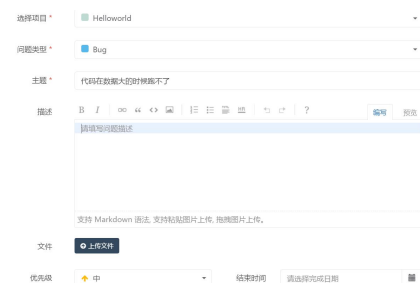 选择项目 * Helloworld
问题类型 * Bug
主题 * 代码在数据大的时候跑不了
描述 B I “ <> ? 编写 预览
请填写问题描述
支持 Markdown 语法, 支持粘贴图片上传, 拖拽图片上传。
文件 上传文件
优先级 中 结束时间 请选择完成日期